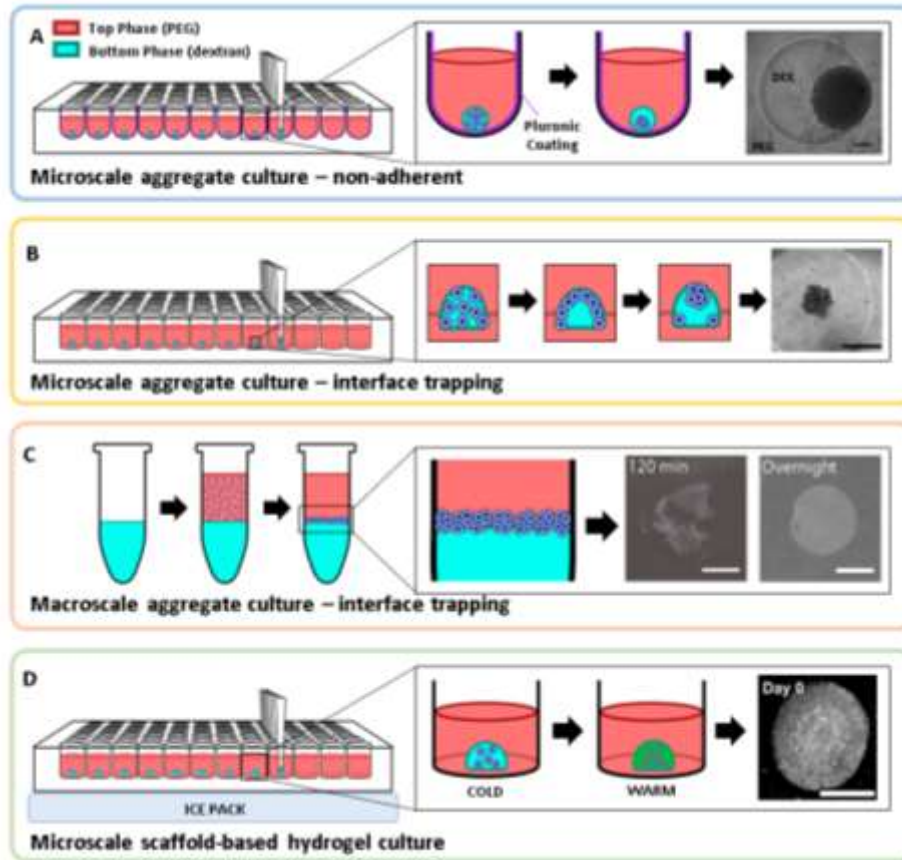 A
Top Phase (PEG)
Bottom Phase (dextran)
Pluronic
Coating
DEX
PEG
Microscale aggregate culture – non-adherent
B
Microscale aggregate culture – interface trapping
C
120 min
Overnight
Macroscale aggregate culture – interface trapping
D
COLD
WARM
Day 0
ICE PACK
Microscale scaffold-based hydrogel culture